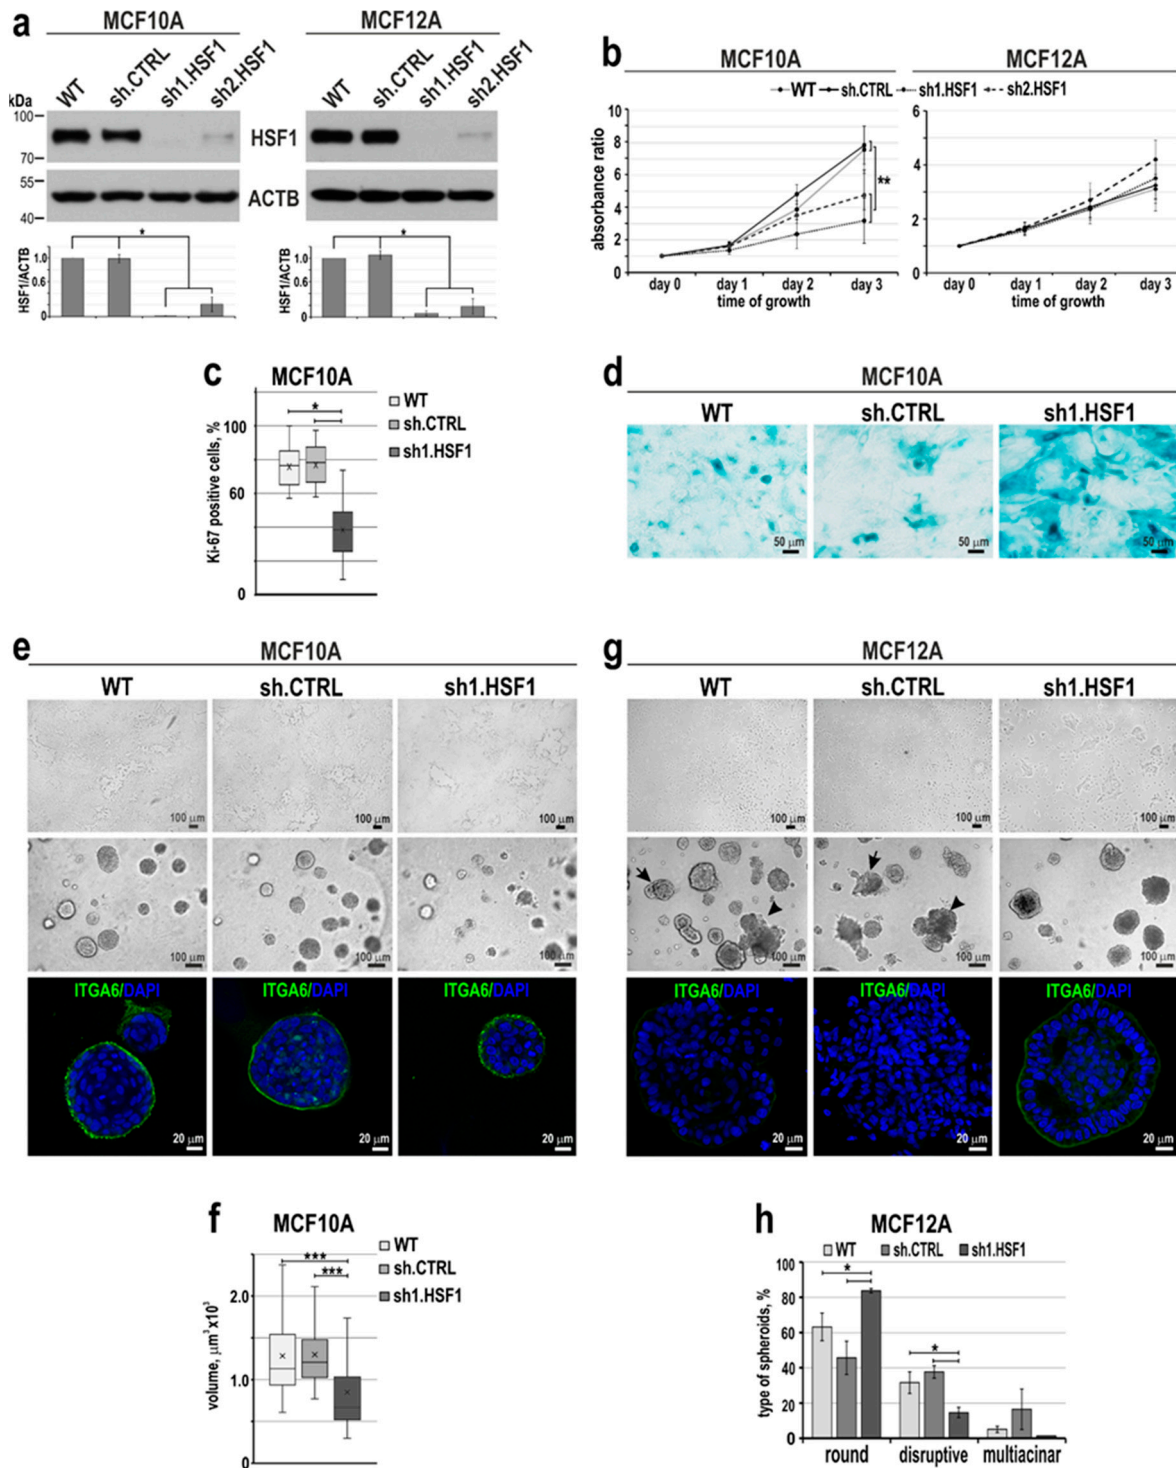 a
MCF10A
MCF12A
WT
sh.CTRL
sh1.HSF1
sh2.HSF1
WT
sh.CTRL
sh1.HSF1
sh2.HSF1
kDa
100
70
HSF1
55
40
ACTB
HSF1/ACTB
1.0
0.6
0
*
HSF1/ACTB
1.0
0.6
0
*
b
MCF10A
MCF12A
WT sh.CTRL sh1.HSF1 sh2.HSF1
absorbance ratio
10
8
6
4
2
0
**
day 0 day 1 day 2 day 3
time of growth
6
4
2
0
day 0 day 1 day 2 day 3
time of growth
c
MCF10A
Ki-67 positive cells, %
100
60
0
*
WT
sh.CTRL
sh1.HSF1
d
MCF10A
WT sh.CTRL sh1.HSF1
50 µm 50 µm 50 µm
e
MCF10A
WT sh.CTRL sh1.HSF1
100 µm 100 µm 100 µm
100 µm 100 µm 100 µm
ITGA6/DAPI ITGA6/DAPI ITGA6/DAPI
20 µm 20 µm 20 µm
g
MCF12A
WT sh.CTRL sh1.HSF1
100 µm 100 µm 100 µm
100 µm 100 µm 100 µm
ITGA6/DAPI ITGA6/DAPI ITGA6/DAPI
20 µm 20 µm 20 µm
f
MCF10A
volume, µm³x10³
2.0
1.0
0
***
***
WT
sh.CTRL
sh1.HSF1
h
MCF12A
WT sh.CTRL sh1.HSF1
type of spheroids, %
100
80
60
40
20
0
*
*
round disruptive multiacinar